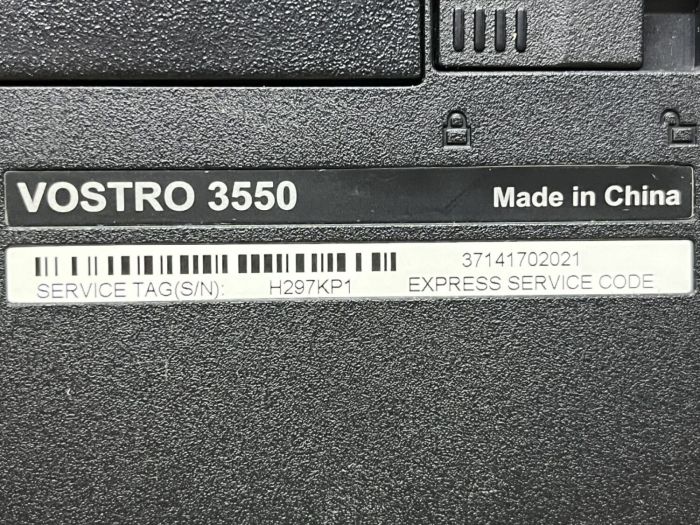 VOSTRO 3550 Made in China
37141702021
SERVICE TAG(S/N): H297KP1 EXPRESS SERVICE CODE